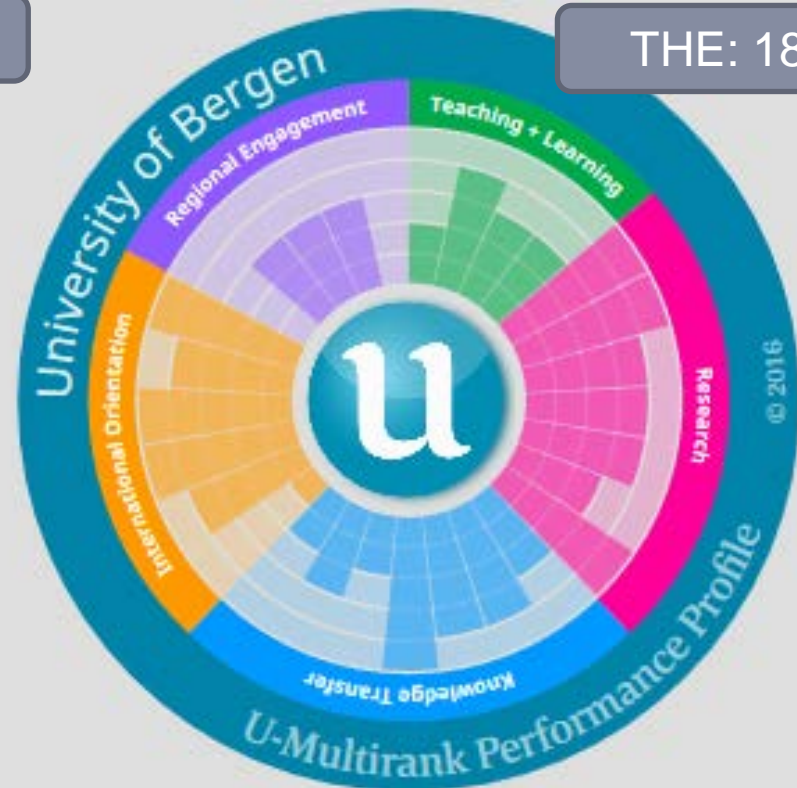 THE: 18
University of Bergen
Regional Engagement
Teaching + Learning
Research
International Orientation
Knowledge Transfer
u
© 2016
U-Multirank Performance Profile